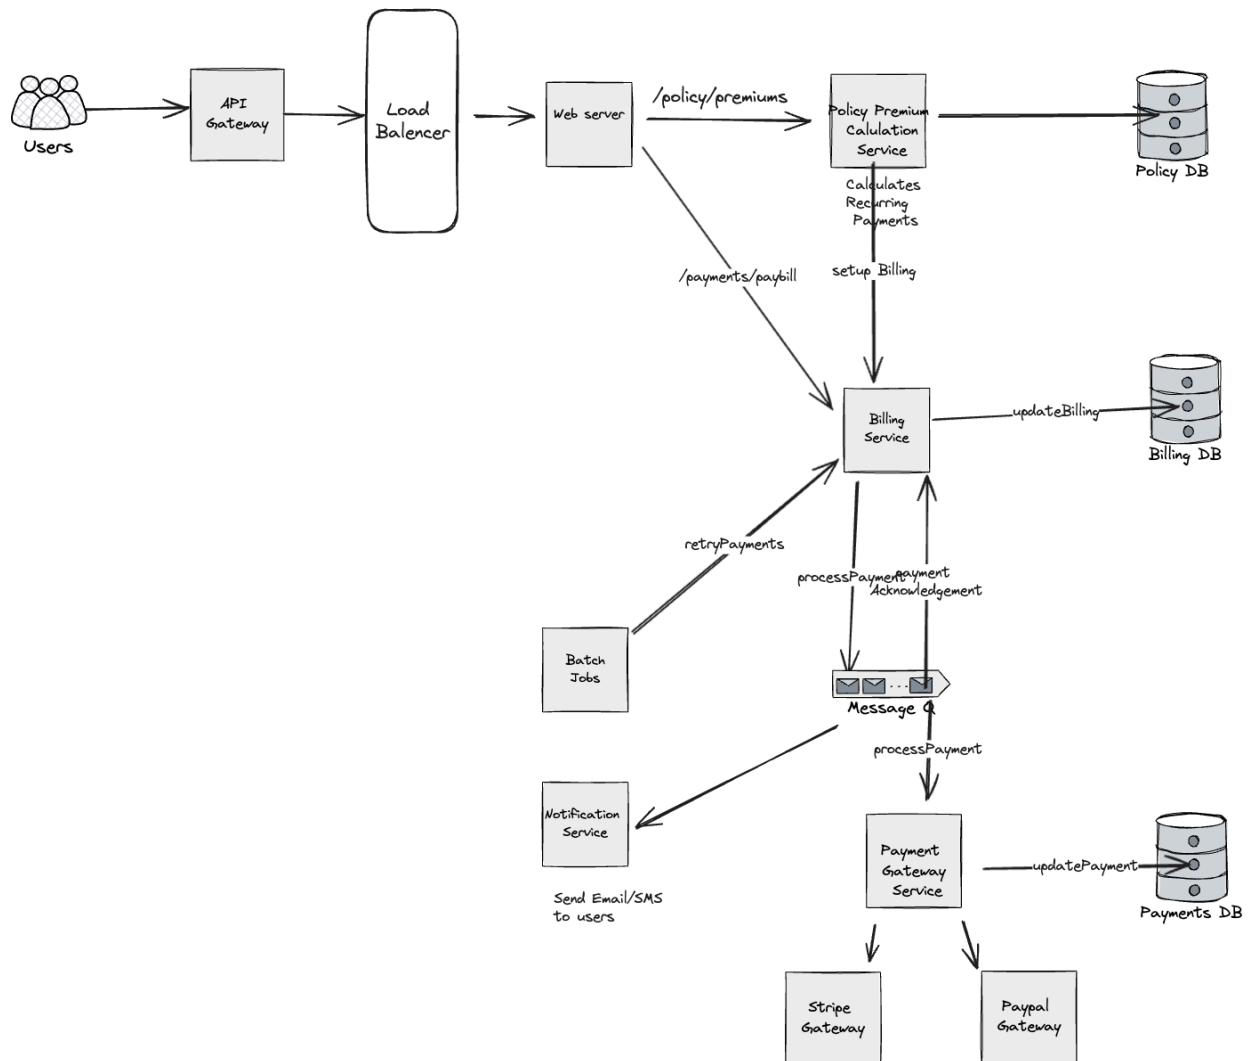 Users
API
Gateway
Load
Balencer
Web server
/policy/premiums
Policy Premium
Calulation
Service
Calculates
Recurring
Payments
Policy DB
/payments/paybill
setup Billing
Billing
Service
updateBilling
Billing DB
retryPayments
processPayment
payment
Acknowledgement
Batch
Jobs
Message Q
processPayment
Notification
Service
Send Email/SMS
to users
Payment
Gateway
Service
updatePayment
Payments DB
Stripe
Gateway
Paypal
Gateway